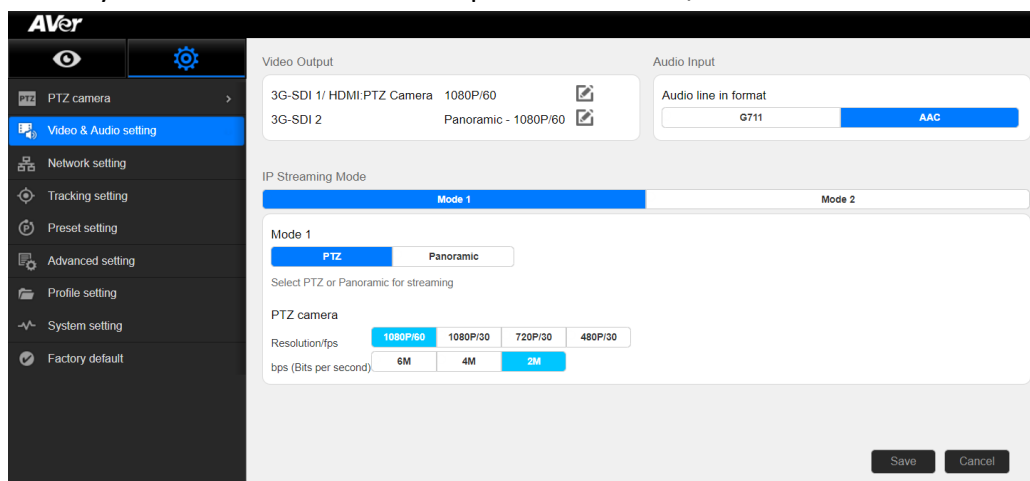 AVer
PTZ PTZ camera >
Video & Audio setting
Network setting
Tracking setting
Preset setting
Advanced setting
Profile setting
System setting
Factory default
Video Output
3G-SDI 1/ HDMI:PTZ Camera 1080P/60
3G-SDI 2 Panoramic - 1080P/60
Audio Input
Audio line in format
G711 AAC
IP Streaming Mode
Mode 1 Mode 2
Mode 1
PTZ Panoramic
Select PTZ or Panoramic for streaming
PTZ camera
Resolution/fps 1080P/60 1080P/30 720P/30 480P/30
bps (Bits per second) 6M 4M 2M
Save Cancel